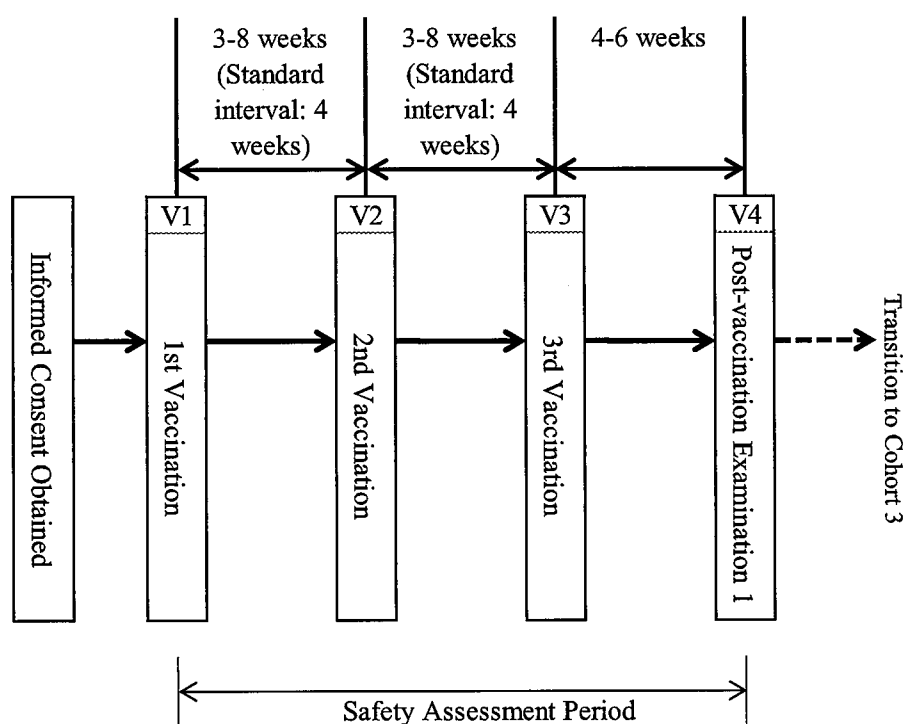 3-8 weeks
(Standard
interval: 4
weeks)
3-8 weeks
(Standard
interval: 4
weeks)
4-6 weeks
Informed Consent Obtained
V1
1st Vaccination
V2
2nd Vaccination
V3
3rd Vaccination
V4
Post-vaccination Examination 1
Transition to Cohort 3
Safety Assessment Period